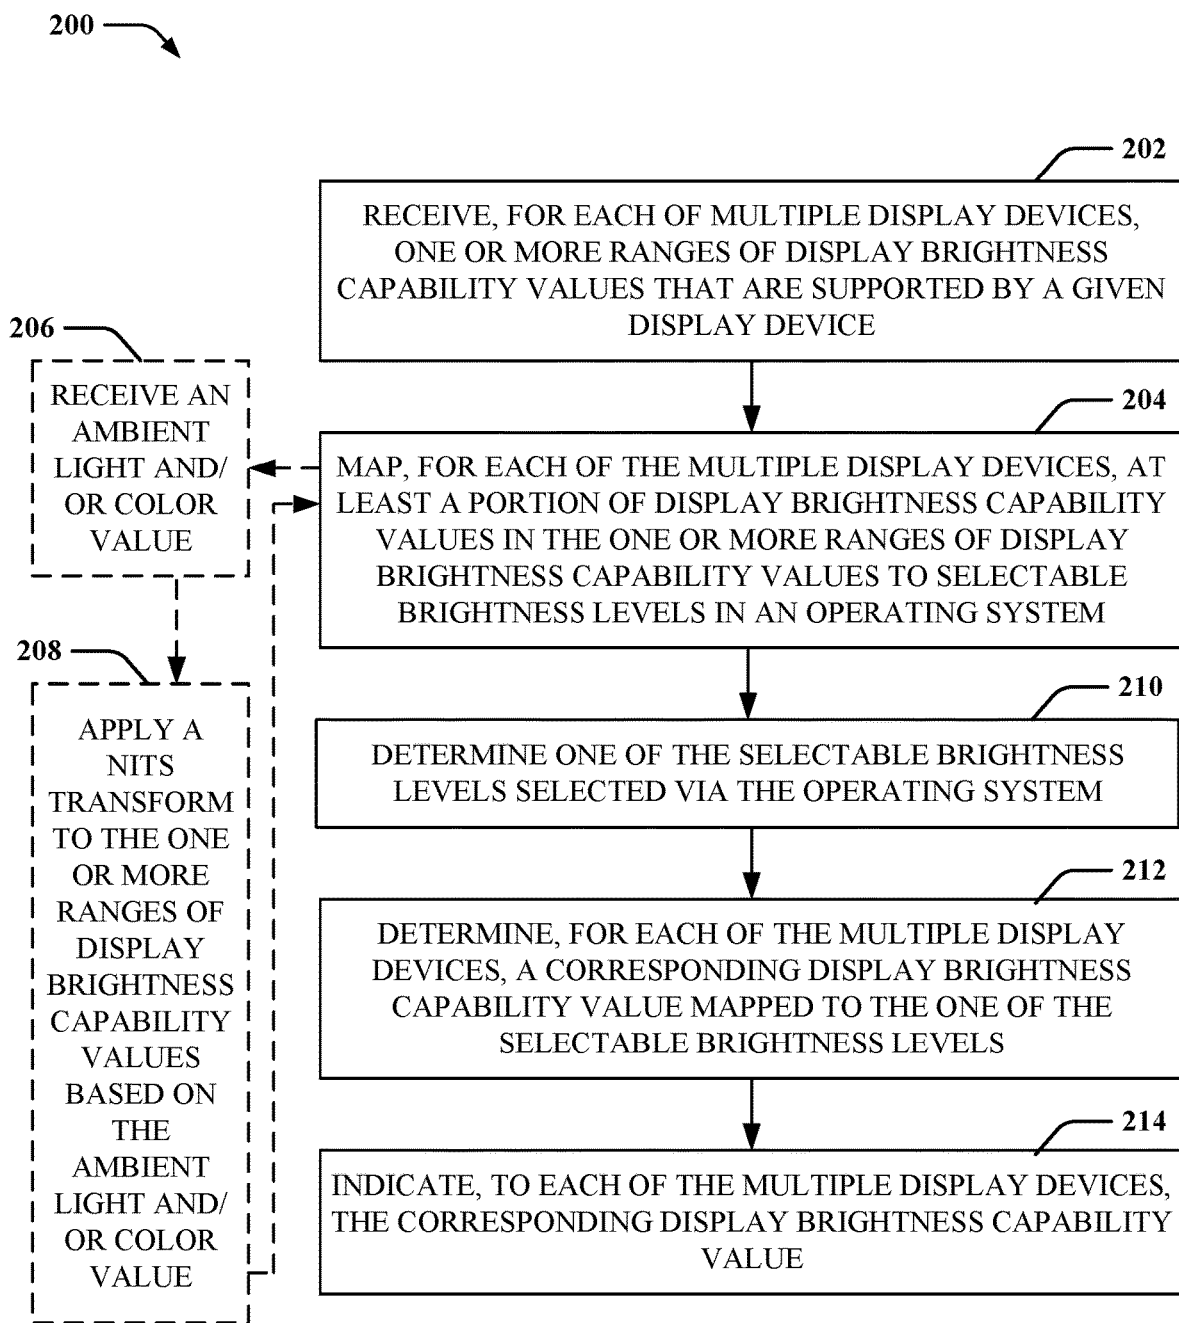 200
202
RECEIVE, FOR EACH OF MULTIPLE DISPLAY DEVICES,
ONE OR MORE RANGES OF DISPLAY BRIGHTNESS
CAPABILITY VALUES THAT ARE SUPPORTED BY A GIVEN
DISPLAY DEVICE
204
MAP, FOR EACH OF THE MULTIPLE DISPLAY DEVICES, AT
LEAST A PORTION OF DISPLAY BRIGHTNESS CAPABILITY
VALUES IN THE ONE OR MORE RANGES OF DISPLAY
BRIGHTNESS CAPABILITY VALUES TO SELECTABLE
BRIGHTNESS LEVELS IN AN OPERATING SYSTEM
206
RECEIVE AN
AMBIENT
LIGHT AND/
OR COLOR
VALUE
208
APPLY A
NITS
TRANSFORM
TO THE ONE
OR MORE
RANGES OF
DISPLAY
BRIGHTNESS
CAPABILITY
VALUES
BASED ON
THE
AMBIENT
LIGHT AND/
OR COLOR
VALUE
210
DETERMINE ONE OF THE SELECTABLE BRIGHTNESS
LEVELS SELECTED VIA THE OPERATING SYSTEM
212
DETERMINE, FOR EACH OF THE MULTIPLE DISPLAY
DEVICES, A CORRESPONDING DISPLAY BRIGHTNESS
CAPABILITY VALUE MAPPED TO THE ONE OF THE
SELECTABLE BRIGHTNESS LEVELS
214
INDICATE, TO EACH OF THE MULTIPLE DISPLAY DEVICES,
THE CORRESPONDING DISPLAY BRIGHTNESS CAPABILITY
VALUE